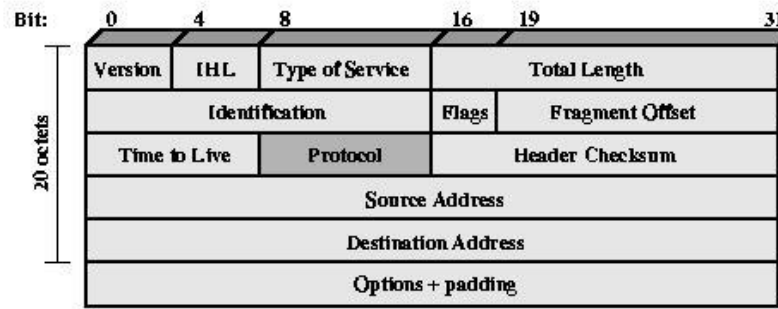 Bit: 0 4 8 16 19 31
Version IHL Type of Service Total Length
Identification Flags Fragment Offset
Time to Live Protocol Header Checksum
Source Address
Destination Address
Options + padding
20 octets